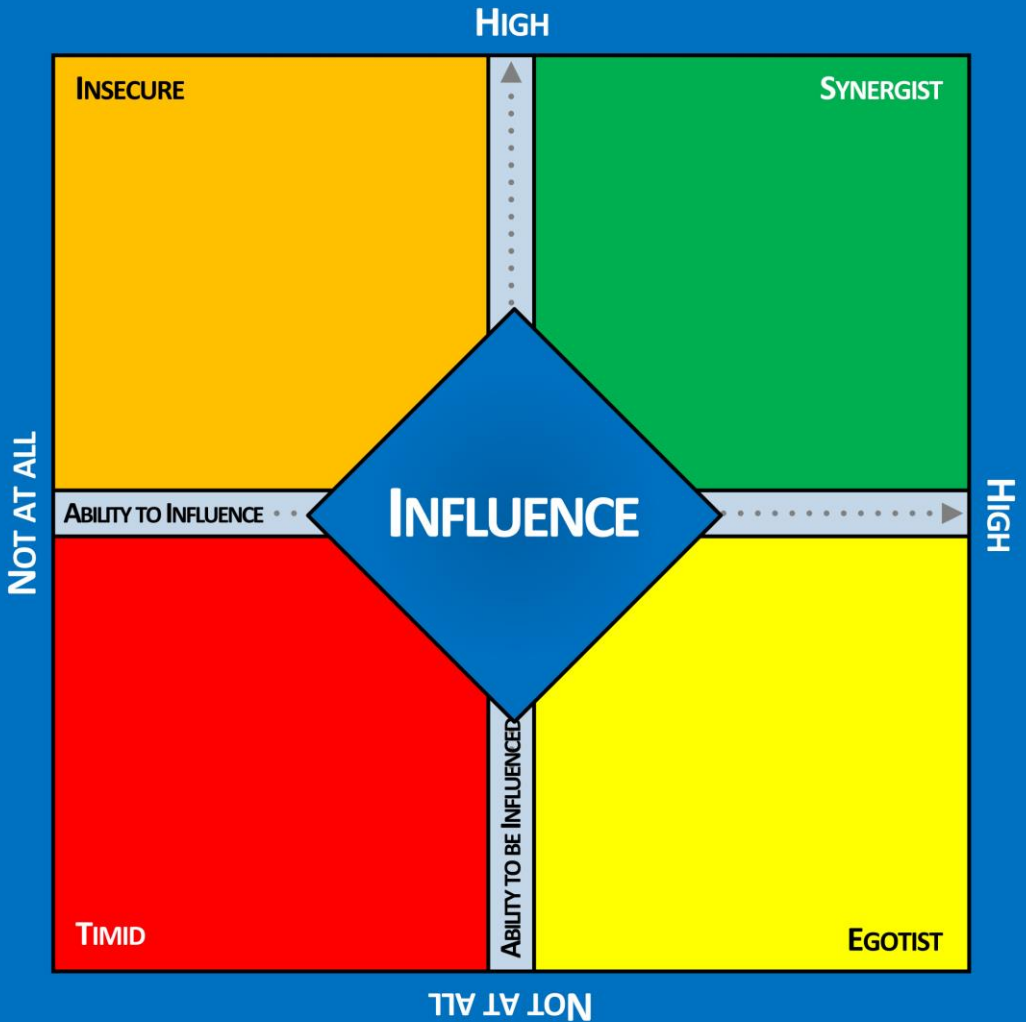 HIGH
INSECURE
SYNERGIST
NOT AT ALL
ABILITY TO INFLUENCE
INFLUENCE
HIGH
ABILITY TO BE INFLUENCED
TIMID
EGOTIST
NOT AT ALL